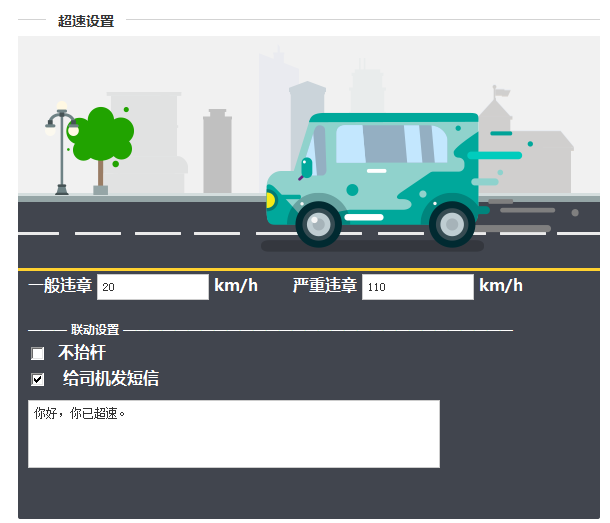 超速设置
一般违章 20 km/h 严重违章 110 km/h
联动设置
不抬杆
给司机发短信
你好，你已超速。